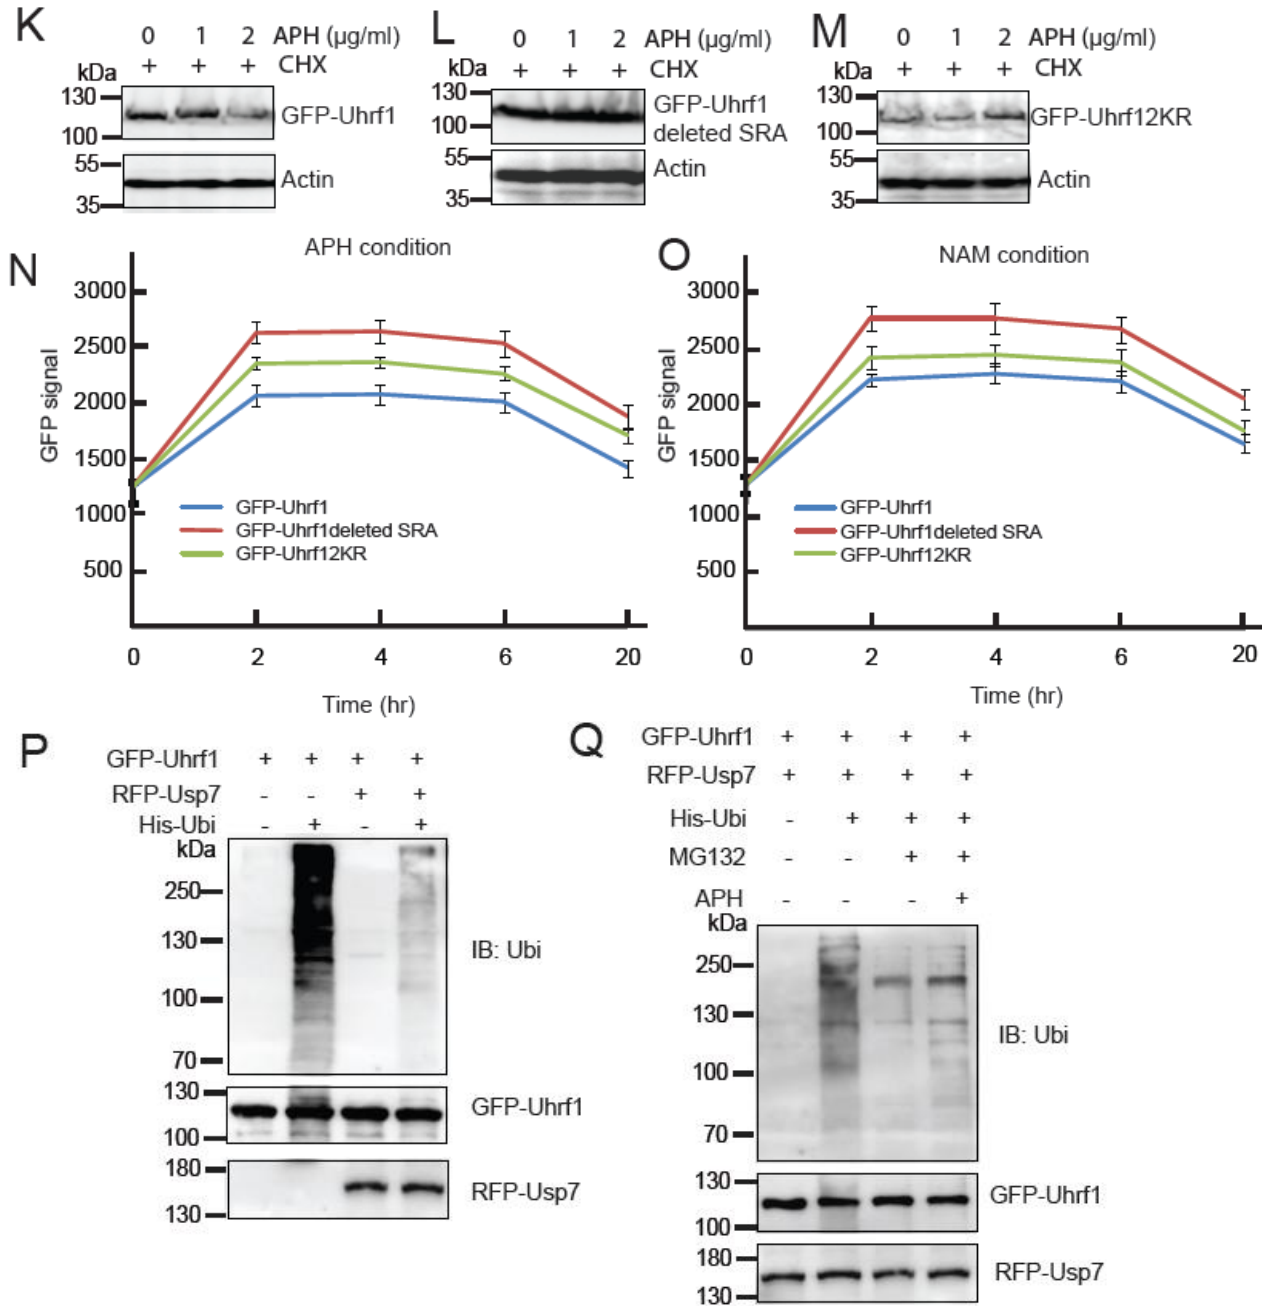 K
0 1 2 APH (µg/ml)
kDa + + + CHX
130
100
GFP-Uhrf1
55
35
Actin
L
0 1 2 APH (µg/ml)
kDa + + + CHX
130
100
GFP-Uhrf1
deleted SRA
55
35
Actin
M
0 1 2 APH (µg/ml)
kDa + + + CHX
130
100
GFP-Uhrf12KR
55
35
Actin
N
APH condition
3000
2500
2000
1500
1000
500
GFP signal
GFP-Uhrf1
GFP-Uhrf1deleted SRA
GFP-Uhrf12KR
0 2 4 6 20
Time (hr)
O
NAM condition
3000
2500
2000
1500
1000
500
GFP signal
GFP-Uhrf1
GFP-Uhrf1deleted SRA
GFP-Uhrf12KR
0 2 4 6 20
Time (hr)
P
GFP-Uhrf1 + + + +
RFP-Usp7 - - + +
His-Ubi - + - +
kDa
250
130
100
70
IB: Ubi
130
100
GFP-Uhrf1
180
130
RFP-Usp7
Q
GFP-Uhrf1 + + + +
RFP-Usp7 + + + +
His-Ubi - + + +
MG132 - - + +
APH - - - +
kDa
250
130
100
70
IB: Ubi
130
100
GFP-Uhrf1
180
130
RFP-Usp7